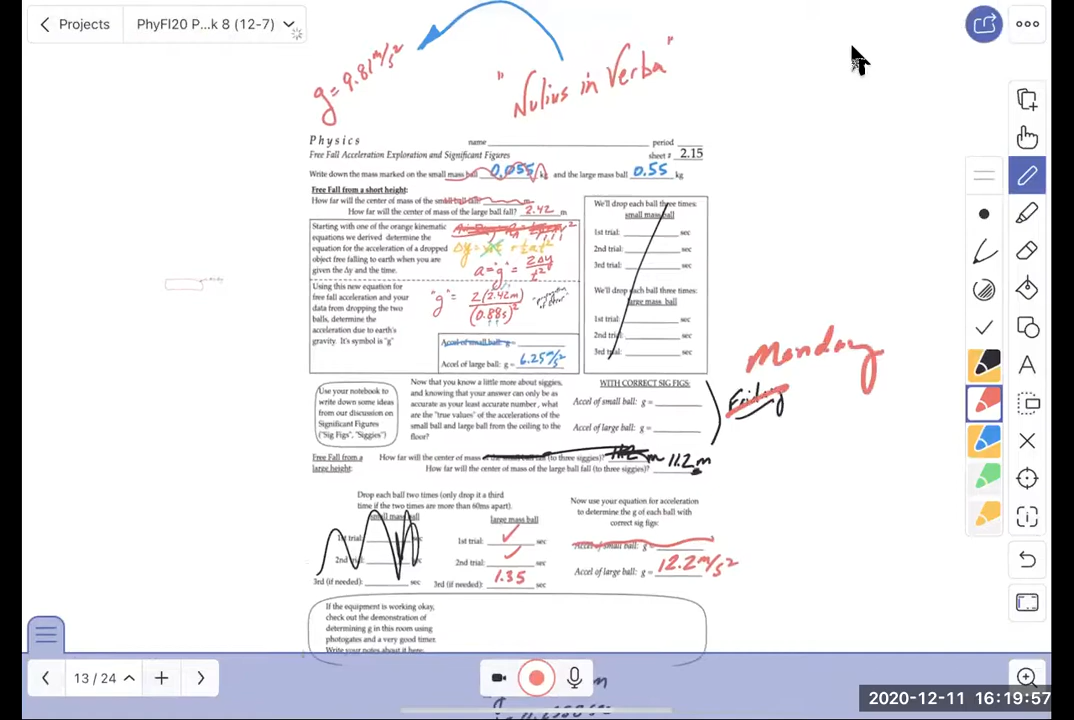 Projects
PhyFl20 P...k 8 (12-7)
g = 9.81 m/s²
"Nulius in Verba"
Physics
name
period
Free Fall Acceleration Exploration and Significant Figures
sheet # 2.15
Write down the mass marked on the small mass ball 0.055 kg and the large mass ball 0.55 kg
Free Fall from a short height:
How far will the center of mass of the small ball fall?
How far will the center of mass of the large ball fall? 2.42 m
Starting with one of the orange kinematic
equations we derived determine the
equation for the acceleration of a dropped
object free falling to earth when you are
given the Δy and the time.
+ ½at²
a = "g" = 2Δy/t²
Using this new equation for
free fall acceleration and your
data from dropping the two
balls, determine the
acceleration due to earth's
gravity. It's symbol is "g"
"g" = 2(2.42m)/(0.88s)²
Accel of small ball: g =
Accel of large ball: g = 6.25 m/s²
We'll drop each ball three times:
small mass ball
1st trial: sec
2nd trial: sec
3rd trial: sec
We'll drop each ball three times:
large mass ball
1st trial: sec
2nd trial: sec
3rd trial: sec
Monday
Friday
Use your notebook to
write down some ideas
from our discussion on
Significant Figures
("Sig Figs", "Siggies")
Now that you know a little more about siggies,
and knowing that your answer can only be as
accurate as your least accurate number, what
are the "true values" of the accelerations of the
small ball and large ball from the ceiling to the
floor?
WITH CORRECT SIG FIGS:
Accel of small ball: g =
Accel of large ball: g =
Free Fall from a
large height:
How far will the center of mass (to three siggies)? m 11.2 m
How far will the center of mass of the large ball fall (to three siggies)?
Drop each ball two times (only drop it a third
time if the two times are more than 60ms apart).
small mass ball
1st trial: sec
2nd trial: sec
3rd (if needed): sec
large mass ball
1st trial: ✓ sec
2nd trial: ✓ sec
3rd (if needed): 1.35 sec
Now use your equation for acceleration
to determine the g of each ball with
correct sig figs:
Accel of small ball: g =
Accel of large ball: g = 12.2 m/s²
If the equipment is working okay,
check out the demonstration of
determining g in this room using
photogates and a very good timer.
Write your notes about it here.
13 / 24
2020-12-11 16:19:57